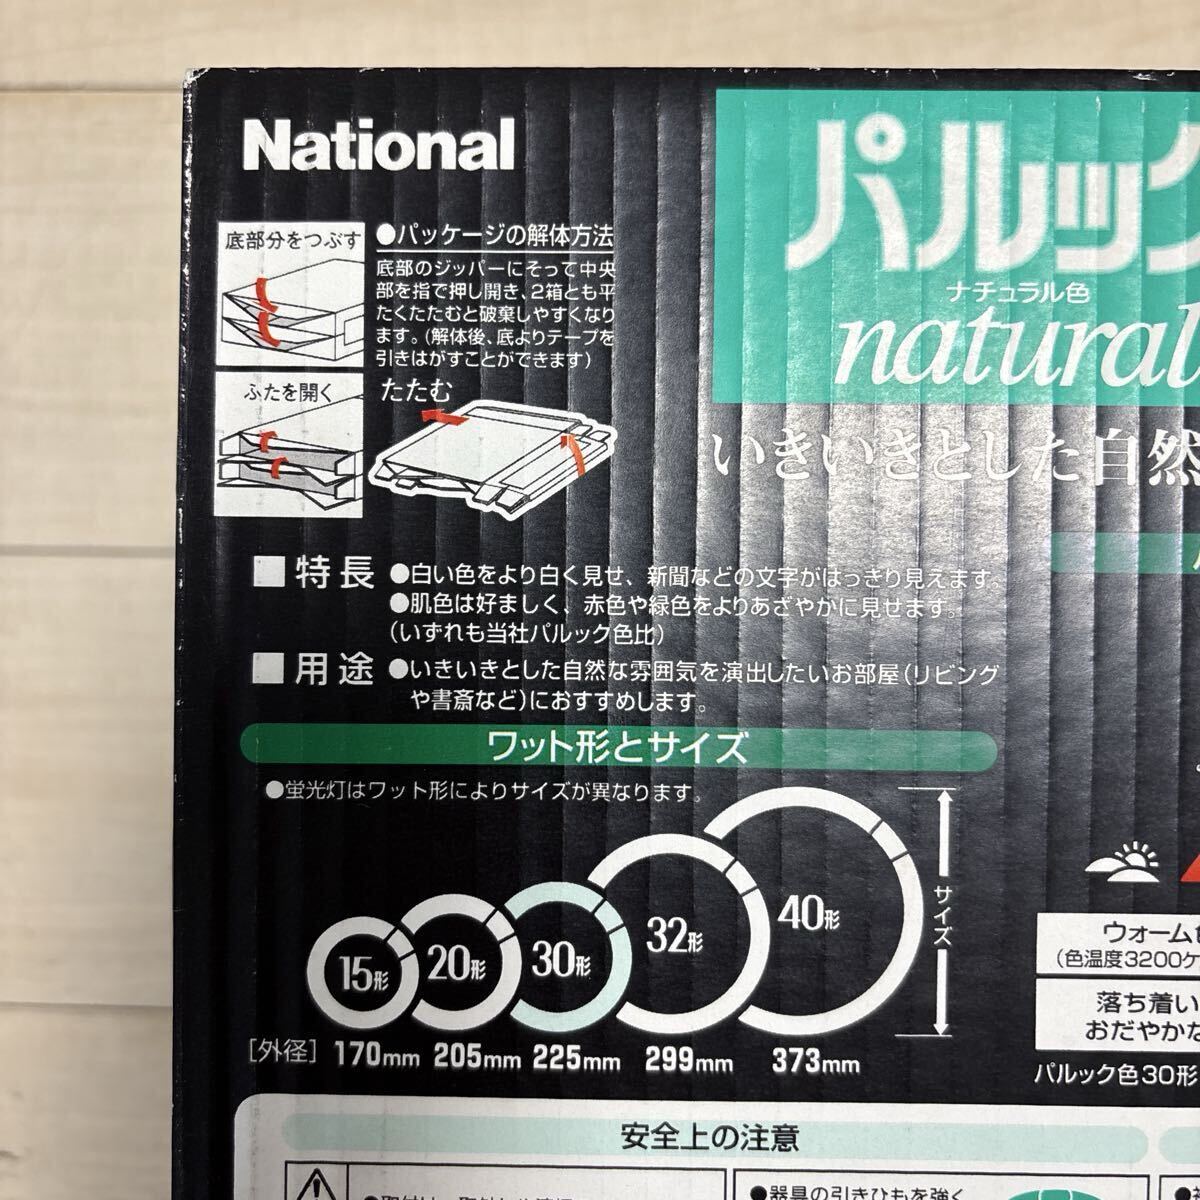 National
パルック
ナチュラル色
natural
いきいきとした自然
底部分をつぶす
●パッケージの解体方法
底部のジッパーにそって中央
部を指で押し開き、2箱とも平
たくたたむと破棄しやすくなり
ます。(解体後、底よりテープを
引きはがすことができます)
ふたを開く
たたむ
■特長 ●白い色をより白く見せ、新聞などの文字がはっきり見えます。
●肌色は好ましく、赤色や緑色をよりあざやかに見せます。
(いずれも当社パルック色比)
■用途 ●いきいきとした自然な雰囲気を演出したいお部屋(リビング
や書斎など)におすすめします。
ワット形とサイズ
●蛍光灯はワット形によりサイズが異なります。
15形 20形 30形 32形 40形
サイズ
[外径] 170mm 205mm 225mm 299mm 373mm
ウォーム色
(色温度3200ケ
落ち着い
おだやかな
パルック色30形
安全上の注意
●器具の引きひもを強く